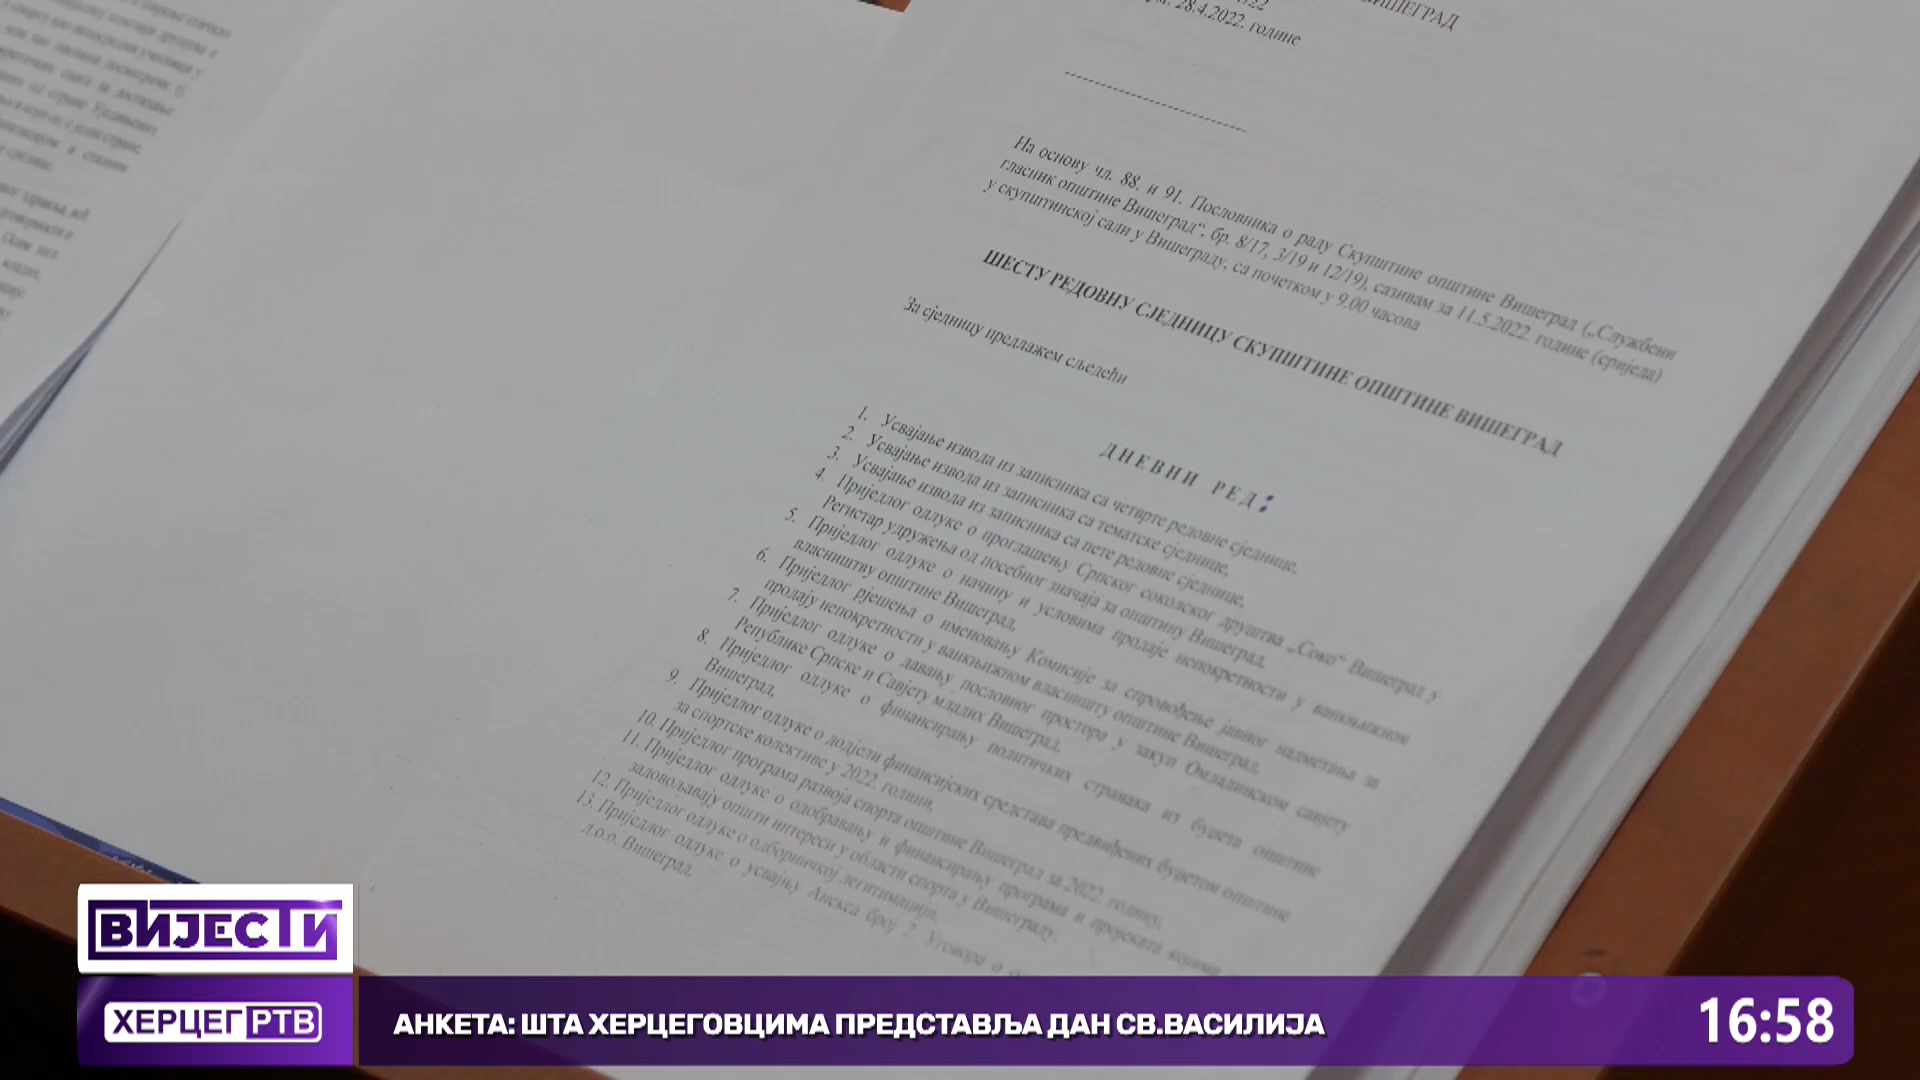 ВИШЕГРАД
28.4.2022. године
На основу чл. 88. и 91. Пословника о раду Скупштине општине Вишеград („Службени
гласник општине Вишеград“, бр. 8/17, 3/19 и 12/19), сазивам за 11.5.2022. године (сриједа)
у скупштинској сали у Вишеграду, са почетком у 9.00 часова
ШЕСТУ РЕДОВНУ СЈЕДНИЦУ СКУПШТИНЕ ОПШТИНЕ ВИШЕГРАД
За сједницу предлажем сљедећи
ДНЕВНИ РЕД:
1. Усвајање извода из записника са четврте редовне сједнице,
2. Усвајање извода из записника са тематске сједнице,
3. Усвајање извода из записника са пете редовне сједнице,
4. Приједлог одлуке о проглашењу Српског соколског друштва „Соко“ Вишеград у
Регистар удружења од посебног значаја за општину Вишеград,
5. Приједлог одлуке о начину и условима продаје непокретности у ванкњижном
власништву општине Вишеград,
6. Приједлог рјешења о именовању Комисије за спровођење јавног надметања за
продају непокретности у ванкњижном власништу општине Вишеград,
7. Приједлог одлуке о давању пословног простора у закуп Омладинском савјету
Републике Српске и Савјету младих Вишеград,
8. Приједлог одлуке о финансирању политичких странака из буџета општине
Вишеград,
9. Приједлог одлуке о додјели финансијских средстава предвиђених буџетом општине
за спортске колективе у 2022. години,
10. Приједлог програма развоја спорта општине Вишеград за 2022. годину,
11. Приједлог одлуке о одобравању и финансирању програма и пројеката којима
задовољавају општи интереси у области спорта у Вишеграду,
12. Приједлог одлуке о одборничкој легитимацији,
13. Приједлог одлуке о усвајњу Анекса број 2 Уговора о
д.о.о. Вишеград,
ВИЈЕСТИ
ХЕРЦЕГ РТВ
АНКЕТА: ШТА ХЕРЦЕГОВЦИМА ПРЕДСТАВЉА ДАН СВ.ВАСИЛИЈА
16:58